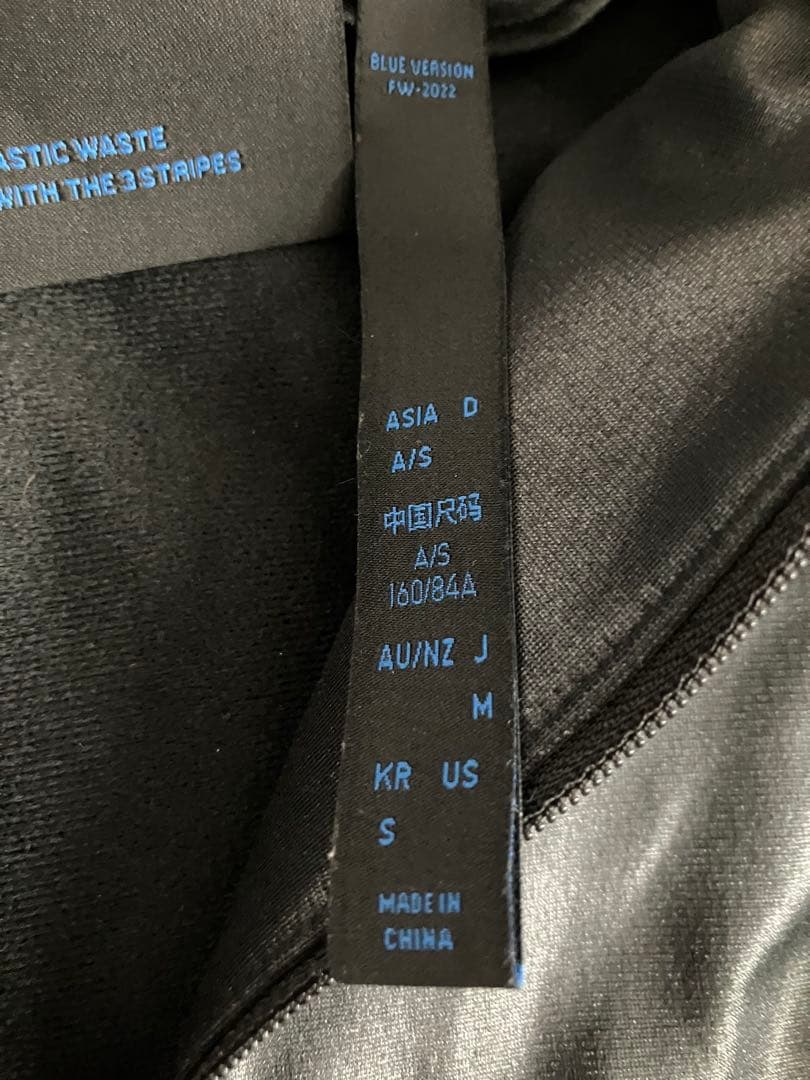 ASTIC WASTE
WITH THE 3 STRIPES
BLUE VERSION
FW-2022
ASIA D
A/S
中国尺码
A/S
160/84A
AU/NZ J
M
KR US
S
MADE IN
CHINA